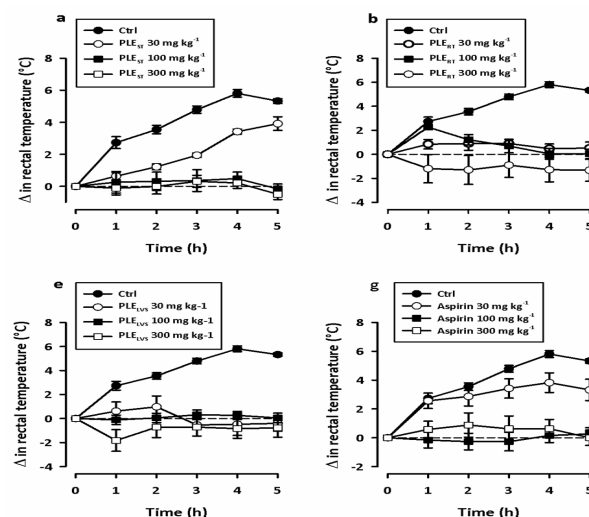 a
Ctrl
PLE_ST 30 mg kg⁻¹
PLE_ST 100 mg kg⁻¹
PLE_ST 300 mg kg⁻¹
Δ in rectal temperature (°C)
8
6
4
2
0
0 1 2 3 4 5
Time (h)
b
Ctrl
PLE_RT 30 mg kg⁻¹
PLE_RT 100 mg kg⁻¹
PLE_RT 300 mg kg⁻¹
Δ in rectal temperature (°C)
8
6
4
2
0
-2
-4
0 1 2 3 4 5
Time (h)
e
Ctrl
PLE_LVS 30 mg kg-1
PLE_LVS 100 mg kg-1
PLE_LVS 300 mg kg-1
Δ in rectal temperature (°C)
8
6
4
2
0
-2
-4
0 1 2 3 4 5
Time (h)
g
Ctrl
Aspirin 30 mg kg⁻¹
Aspirin 100 mg kg⁻¹
Aspirin 300 mg kg⁻¹
Δ in rectal temperature (°C)
8
6
4
2
0
-2
0 1 2 3 4 5
Time (h)